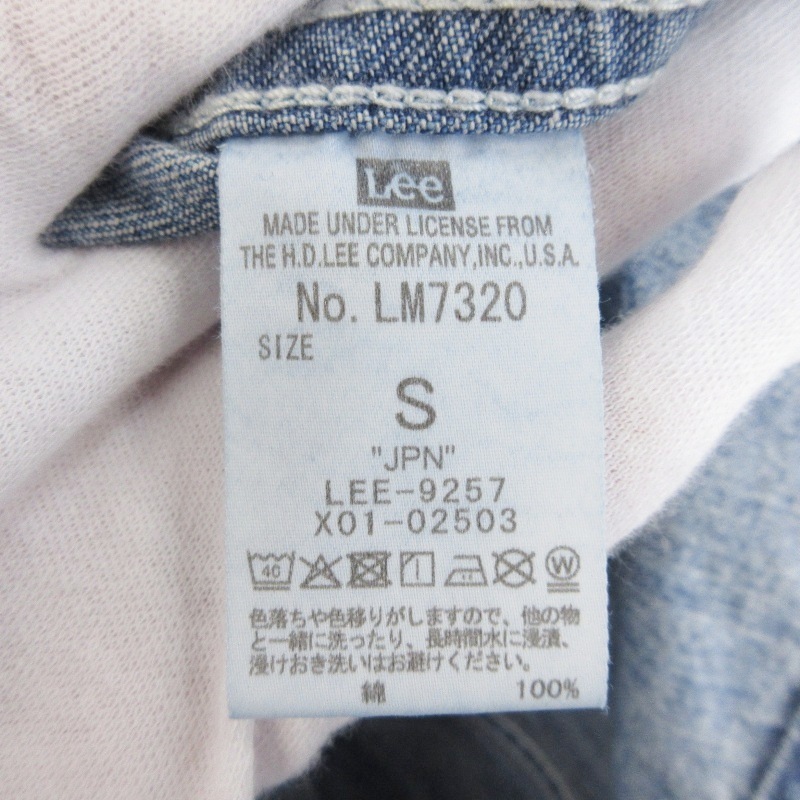 Lee
MADE UNDER LICENSE FROM
THE H.D.LEE COMPANY,INC.,U.S.A.
No. LM7320
SIZE
S
"JPN"
LEE-9257
X01-02503
40 W
色落ちや色移りがしますので、他の物
と一緒に洗ったり、長時間水に浸漬、
浸けおき洗いはお避けください。
綿 100%